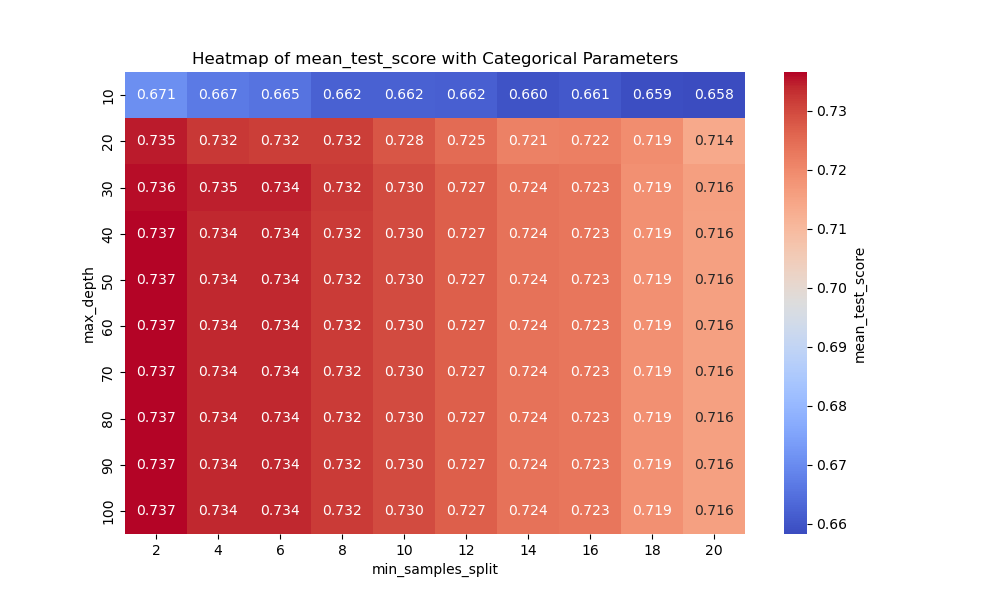 Heatmap of mean_test_score with Categorical Parameters
10 0.671 0.667 0.665 0.662 0.662 0.662 0.660 0.661 0.659 0.658
20 0.735 0.732 0.732 0.732 0.728 0.725 0.721 0.722 0.719 0.714
30 0.736 0.735 0.734 0.732 0.730 0.727 0.724 0.723 0.719 0.716
40 0.737 0.734 0.734 0.732 0.730 0.727 0.724 0.723 0.719 0.716
50 0.737 0.734 0.734 0.732 0.730 0.727 0.724 0.723 0.719 0.716
60 0.737 0.734 0.734 0.732 0.730 0.727 0.724 0.723 0.719 0.716
70 0.737 0.734 0.734 0.732 0.730 0.727 0.724 0.723 0.719 0.716
80 0.737 0.734 0.734 0.732 0.730 0.727 0.724 0.723 0.719 0.716
90 0.737 0.734 0.734 0.732 0.730 0.727 0.724 0.723 0.719 0.716
100 0.737 0.734 0.734 0.732 0.730 0.727 0.724 0.723 0.719 0.716
max_depth
2 4 6 8 10 12 14 16 18 20
min_samples_split
0.73
0.72
0.71
0.70
0.69
0.68
0.67
0.66
mean_test_score